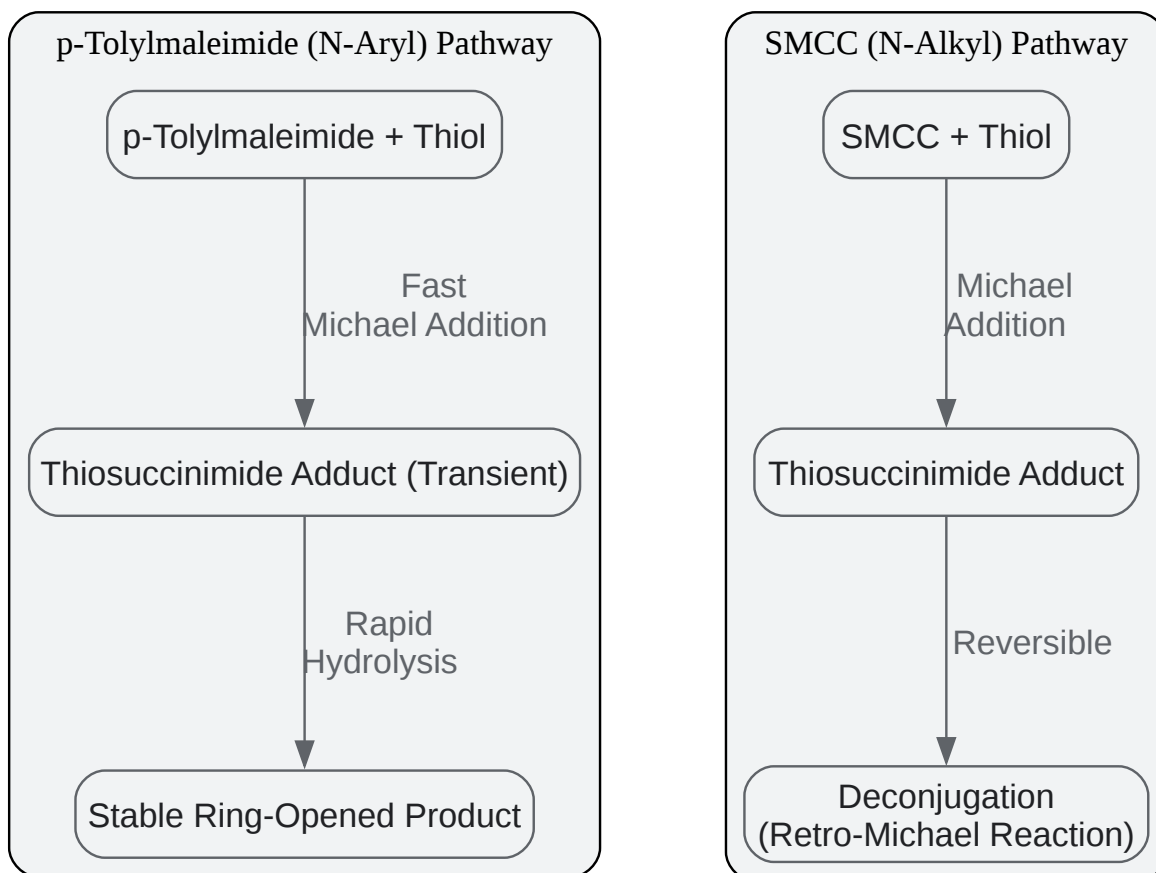 p-Tolylmaleimide (N-Aryl) Pathway
p-Tolylmaleimide + Thiol
Fast
Michael Addition
Thiosuccinimide Adduct (Transient)
Rapid
Hydrolysis
Stable Ring-Opened Product
SMCC (N-Alkyl) Pathway
SMCC + Thiol
Michael
Addition
Thiosuccinimide Adduct
Reversible
Deconjugation
(Retro-Michael Reaction)